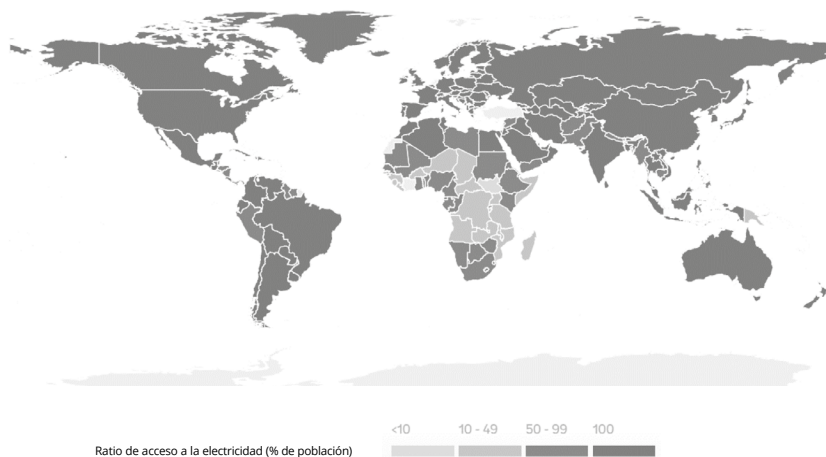 <10 10 - 49 50 - 99 100
Ratio de acceso a la electricidad (% de población)